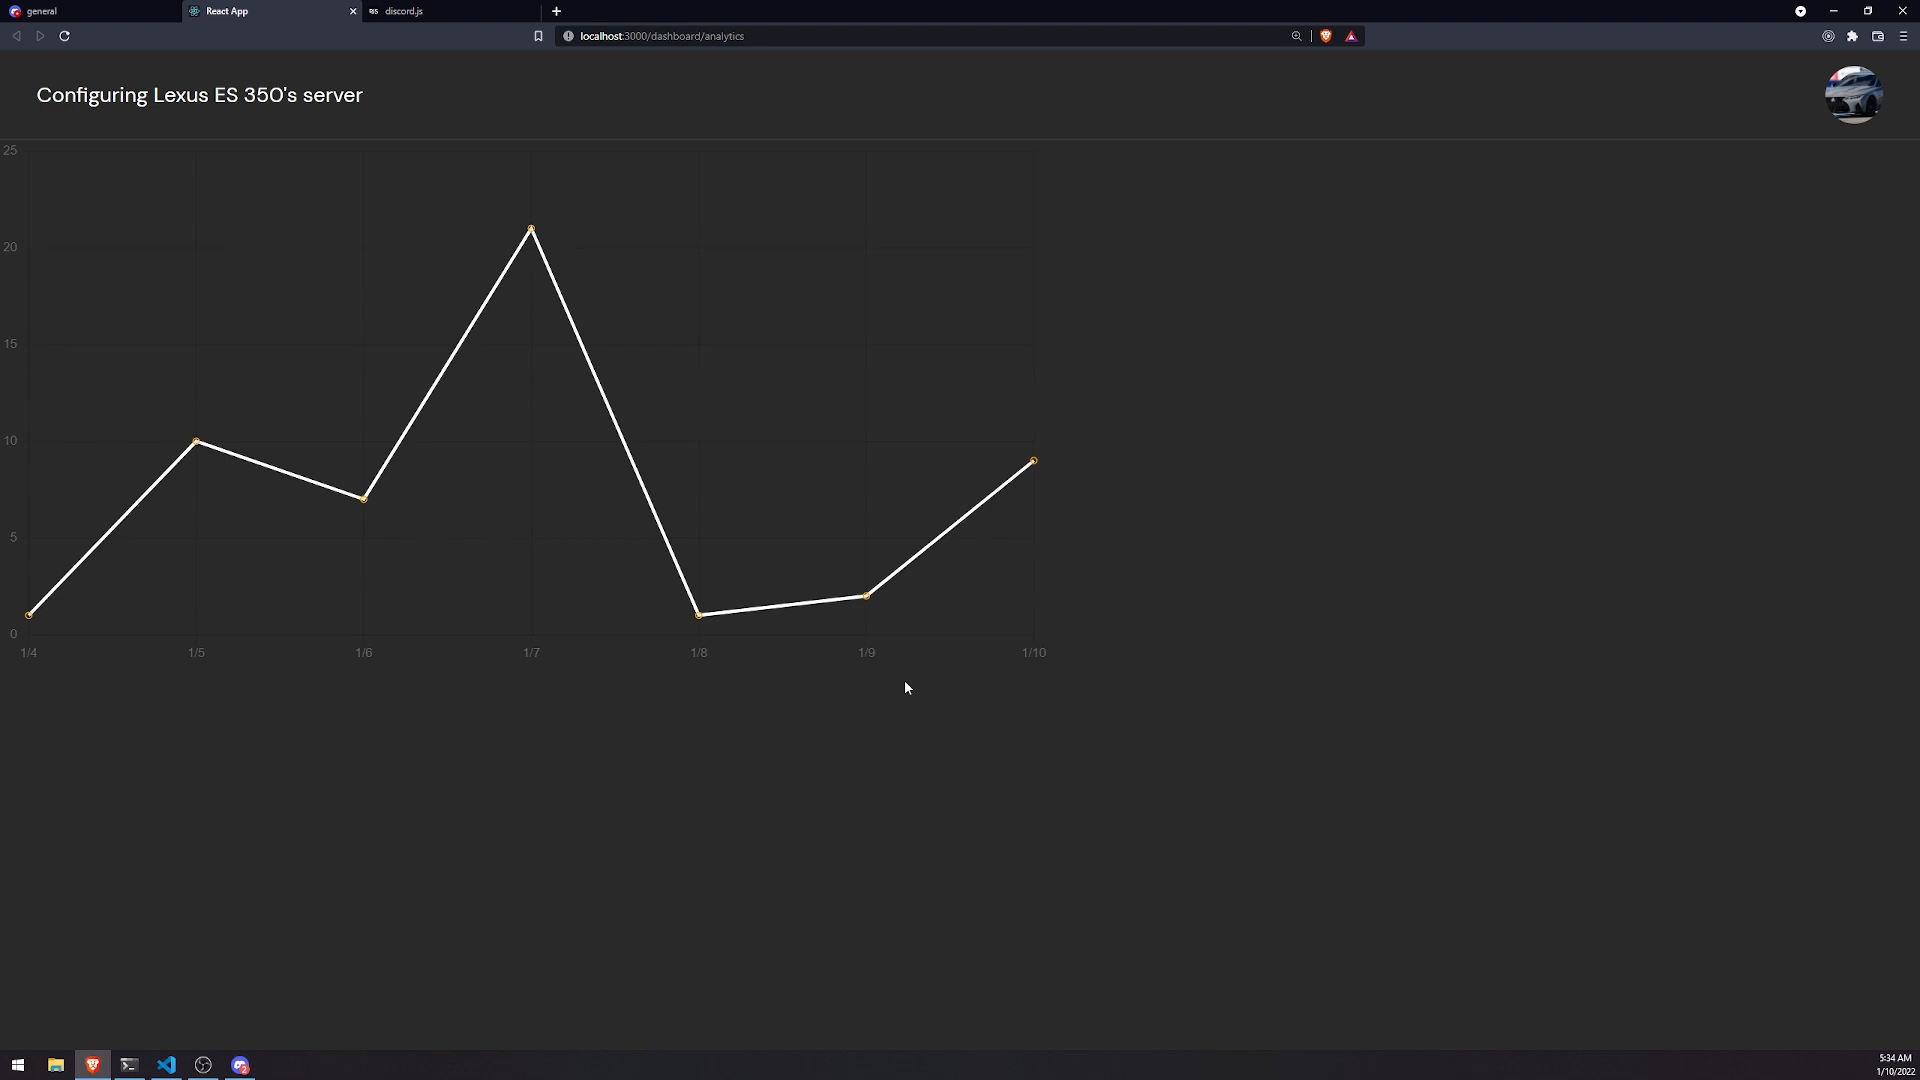 general
React App
discord.js
localhost:3000/dashboard/analytics
Configuring Lexus ES 350's server
25
20
15
10
5
0
1/4 1/5 1/6 1/7 1/8 1/9 1/10
5:34 AM
1/10/2022